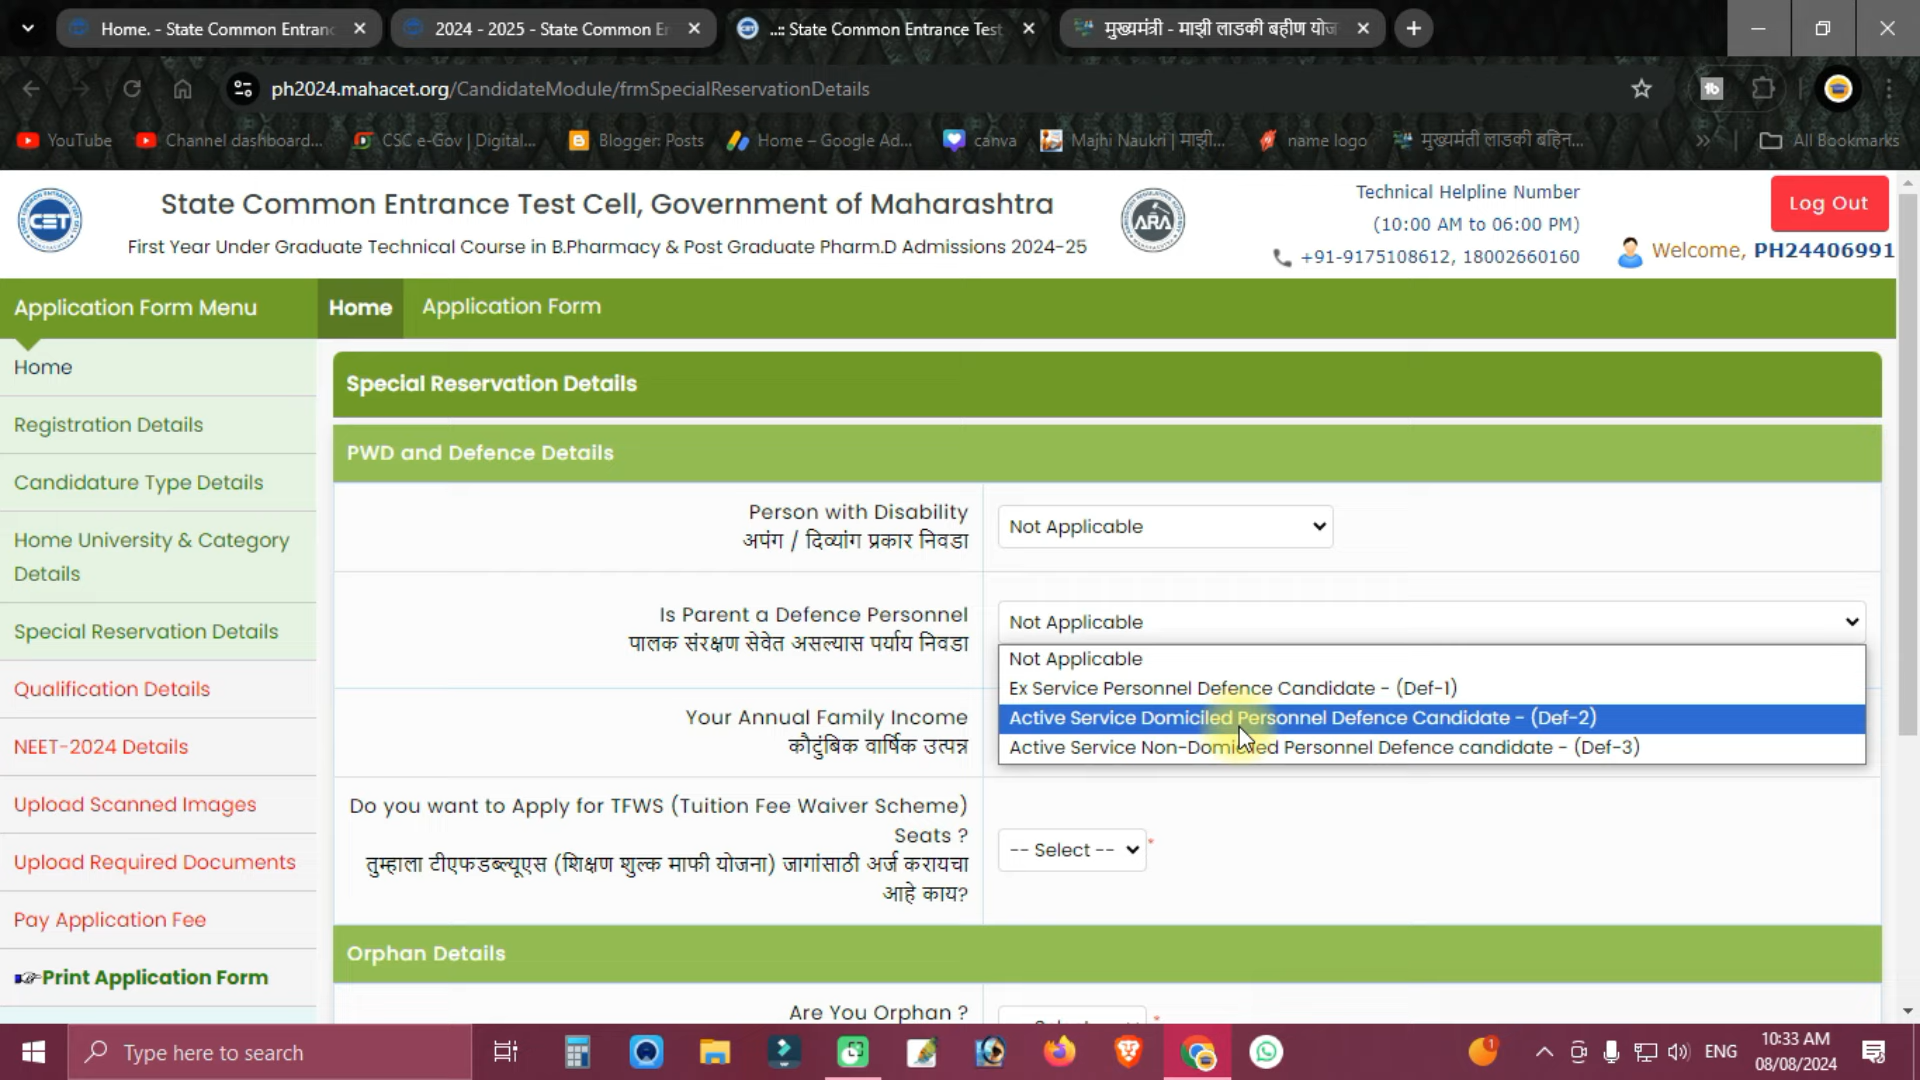 Home. - State Common Entranc
2024 - 2025 - State Common Er
..:: State Common Entrance Test
मुख्यमंत्री - माझी लाडकी बहीण योज
ph2024.mahacet.org/CandidateModule/frmSpecialReservationDetails
YouTube
Channel dashboard...
CSC e-Gov | Digital...
Blogger: Posts
Home – Google Ad...
canva
Majhi Naukri | माझी...
name logo
मुख्यमंती लाडकी बहिन...
All Bookmarks
State Common Entrance Test Cell, Government of Maharashtra
First Year Under Graduate Technical Course in B.Pharmacy & Post Graduate Pharm.D Admissions 2024-25
CET
ARA
Technical Helpline Number
(10:00 AM to 06:00 PM)
+91-9175108612, 18002660160
Log Out
Welcome, PH24406991
Application Form Menu
Home
Application Form
Home
Registration Details
Candidature Type Details
Home University & Category
Details
Special Reservation Details
Qualification Details
NEET-2024 Details
Upload Scanned Images
Upload Required Documents
Pay Application Fee
Print Application Form
Special Reservation Details
PWD and Defence Details
Person with Disability
अपंग / दिव्यांग प्रकार निवडा
Not Applicable
Is Parent a Defence Personnel
पालक संरक्षण सेवेत असल्यास पर्याय निवडा
Not Applicable
Not Applicable
Ex Service Personnel Defence Candidate - (Def-1)
Active Service Domiciled Personnel Defence Candidate - (Def-2)
Active Service Non-Domiciled Personnel Defence candidate - (Def-3)
Your Annual Family Income
कौटुंबिक वार्षिक उत्पन्न
Do you want to Apply for TFWS (Tuition Fee Waiver Scheme)
Seats ?
तुम्हाला टीएफडब्ल्यूएस (शिक्षण शुल्क माफी योजना) जागांसाठी अर्ज करायचा
आहे काय?
-- Select -- *
Orphan Details
Are You Orphan ?
Type here to search
1
ENG
10:33 AM
08/08/2024